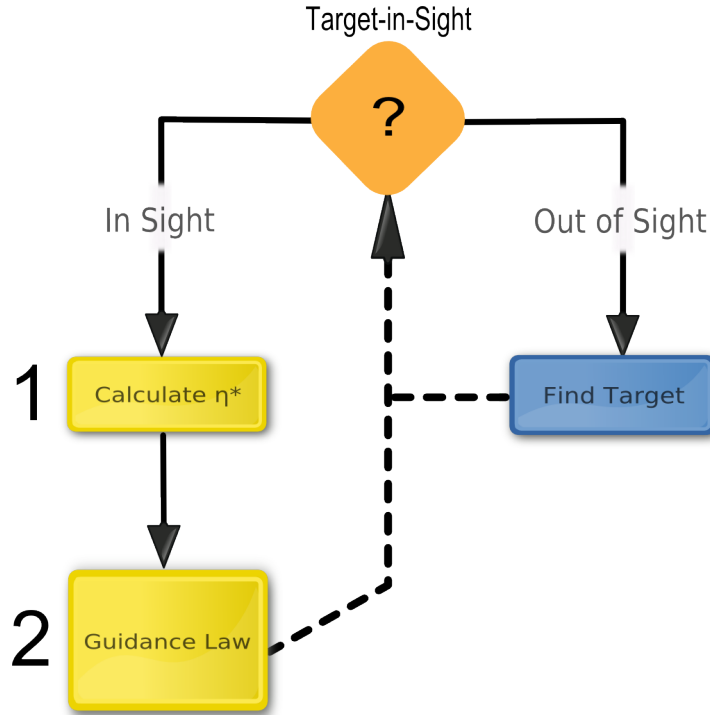 Target-in-Sight
?
In Sight
Out of Sight
1
Calculate η*
Find Target
2
Guidance Law